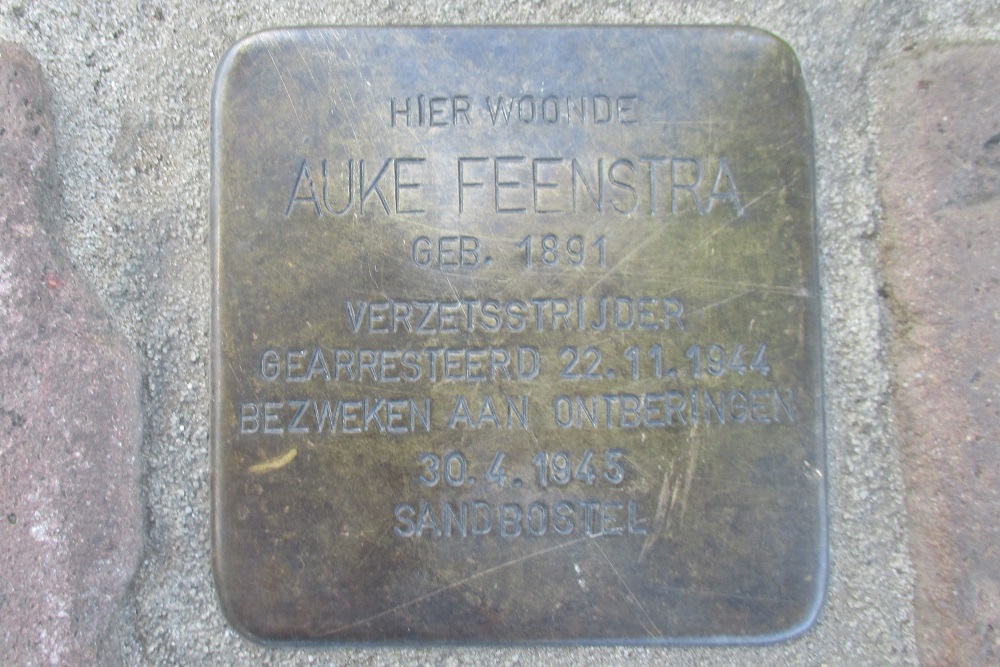 HIER WOONDE
AUKE FEENSTRA
GEB. 1891
VERZETSSTRIJDER
GEARRESTEERD 22.11.1944
BEZWEKEN AAN ONTBERINGEN
30.4.1945
SANDBOSTEL